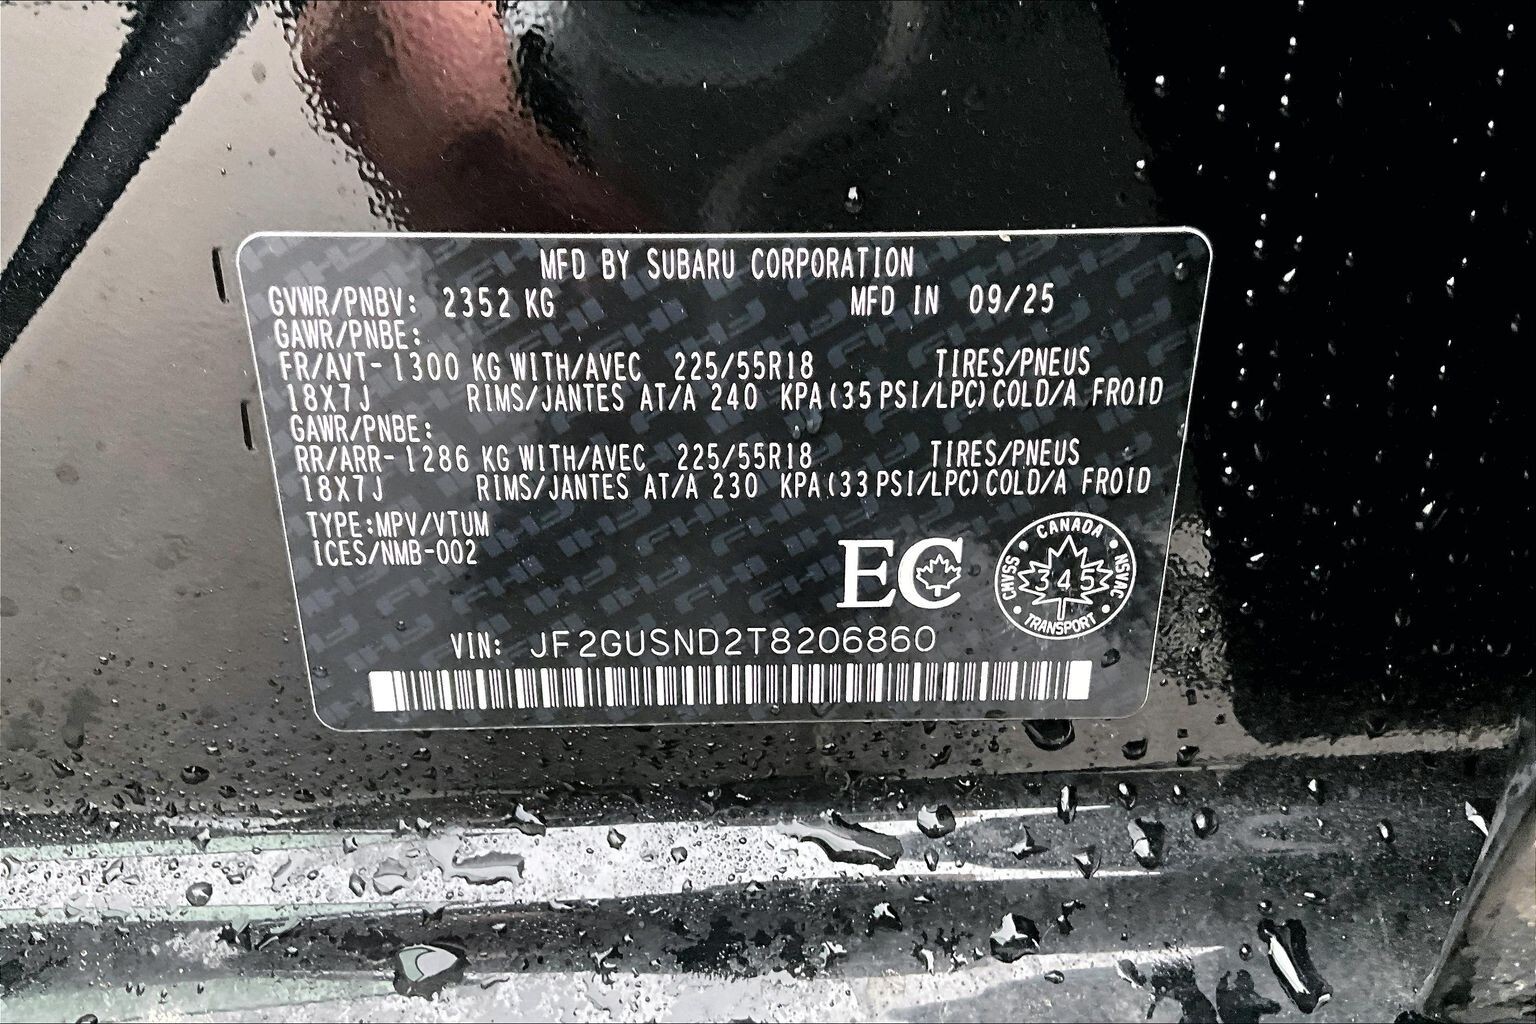 MFD BY SUBARU CORPORATION
GVWR/PNBV: 2352 KG MFD IN 09/25
GAWR/PNBE:
FR/AVT- 1300 KG WITH/AVEC 225/55R18 TIRES/PNEUS
18X7J RIMS/JANTES AT/A 240 KPA(35 PSI/LPC)COLD/A FROID
GAWR/PNBE:
RR/ARR- 1286 KG WITH/AVEC 225/55R18 TIRES/PNEUS
18X7J RIMS/JANTES AT/A 230 KPA(33 PSI/LPC)COLD/A FROID
TYPE:MPV/VTUM
ICES/NMB-002
EC
CANADA
CMVSS 345 NSVAC
TRANSPORT
VIN: JF2GUSND2T8206860